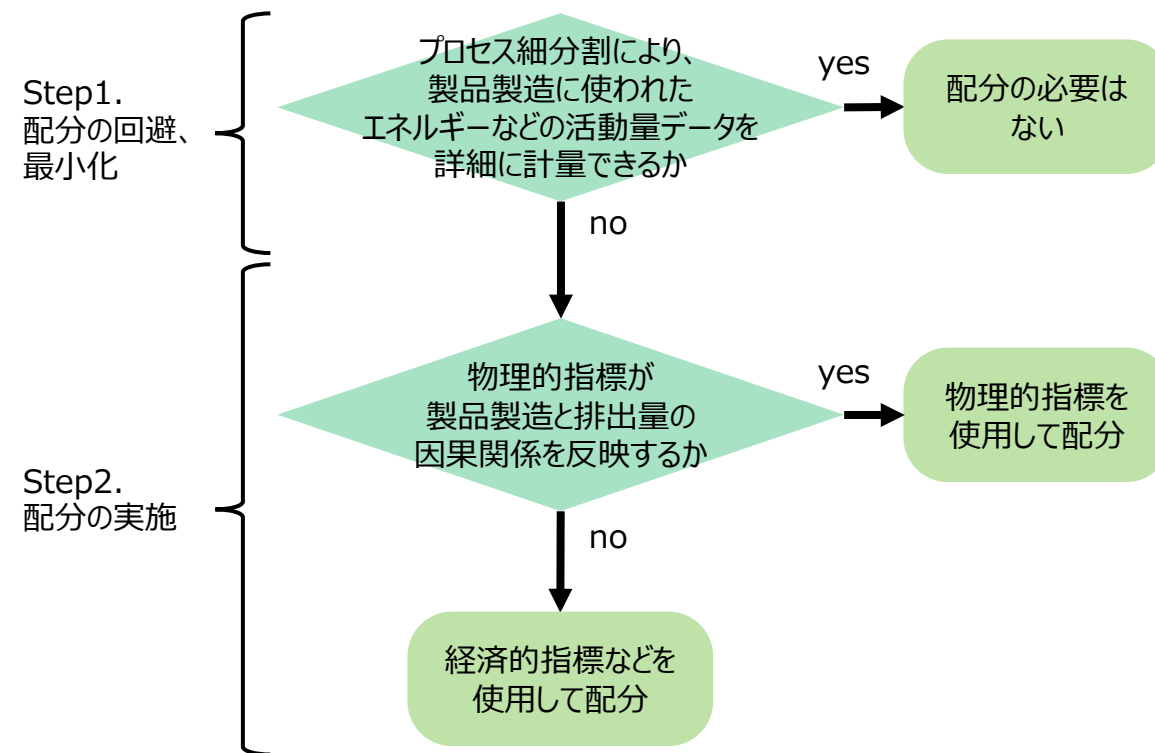 Step1.
配分の回避、
最小化
プロセス細分割により、
製品製造に使われた
エネルギーなどの活動量データを
詳細に計量できるか
yes
配分の必要は
ない
no
Step2.
配分の実施
物理的指標が
製品製造と排出量の
因果関係を反映するか
yes
物理的指標を
使用して配分
no
経済的指標などを
使用して配分